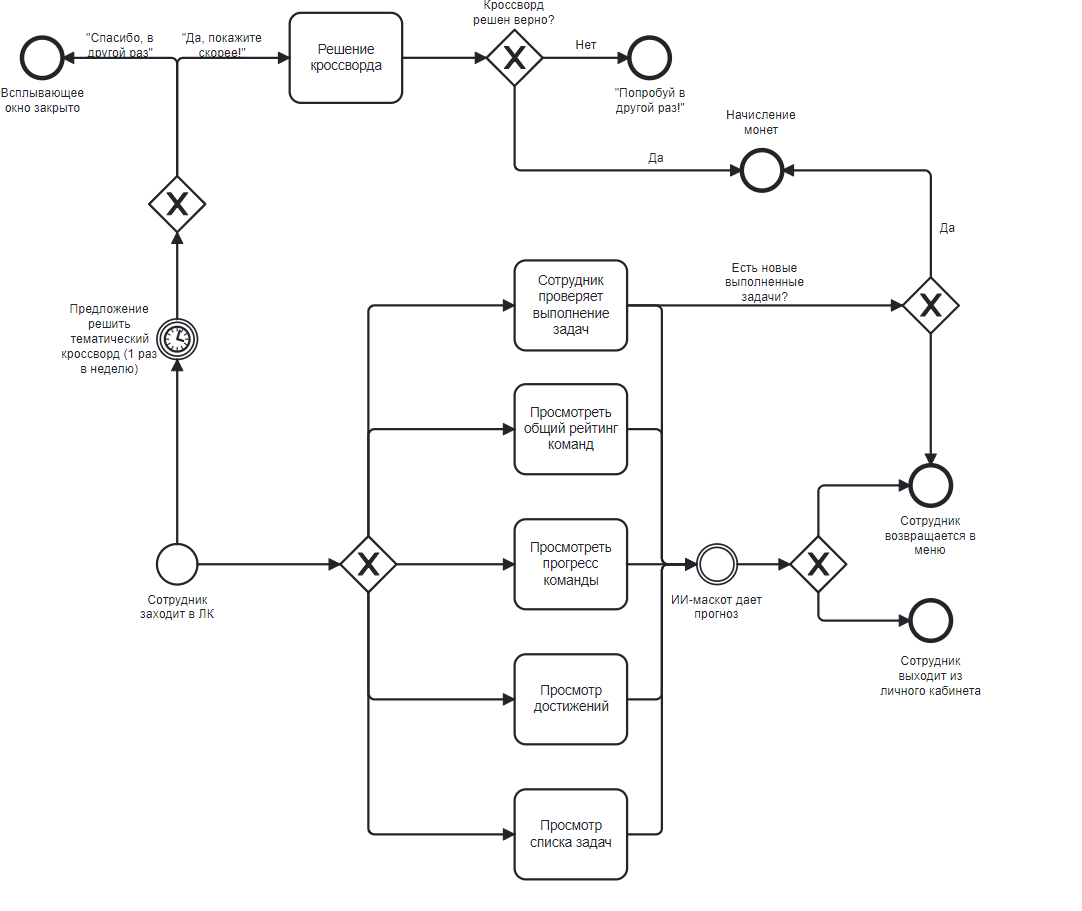 Кроссворд
решен верно?
"Спасибо, в
другой раз"
"Да, покажите
скорее!"
Решение
кроссворда
Нет
Всплывающее
окно закрыто
"Попробуй в
другой раз!"
Начисление
монет
Да
Да
Есть новые
выполненные
задачи?
Сотрудник
проверяет
выполнение
задач
Предложение
решить
тематический
кроссворд (1 раз
в неделю)
Просмотреть
общий рейтинг
команд
Сотрудник
возвращается в
меню
Просмотреть
прогресс
команды
Сотрудник
заходит в ЛК
ИИ-маскот дает
прогноз
Сотрудник
выходит из
личного кабинета
Просмотр
достижений
Просмотр
списка задач